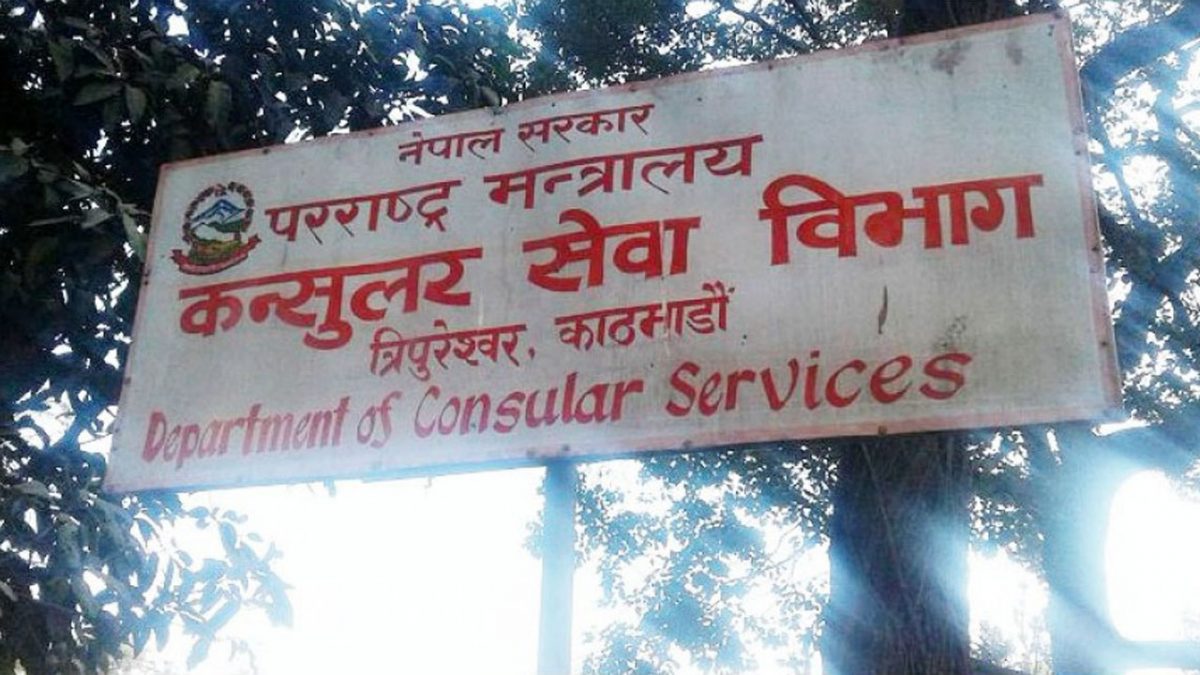 नेपाल सरकार
परराष्ट्र मन्त्रालय
कन्सुलर सेवा विभाग
त्रिपुरेश्वर, काठमाडौं
Department of Consular Services